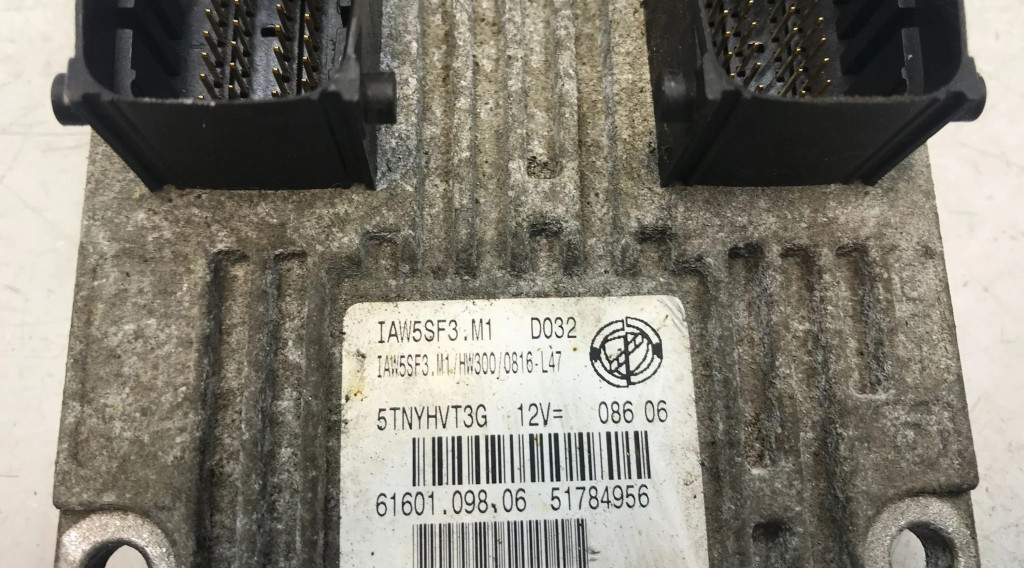 IAW5SF3.M1 D032
IAW5SF3.M1/HW300/0816-L47
5TNYHVT3G 12V= 086 06
61601.098.06 51784956